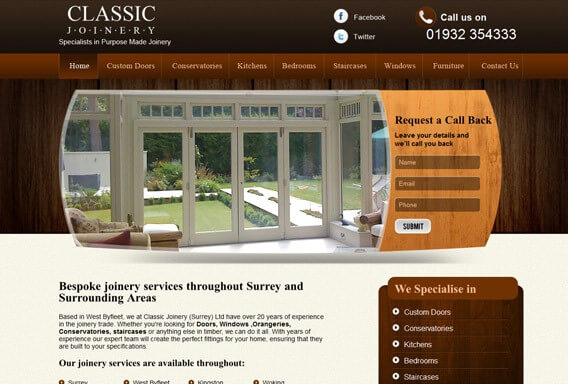 CLASSIC
J·O·I·N·E·R·Y
Specialists in Purpose Made Joinery
Facebook
Twitter
Call us on
01932 354333
Home Custom Doors Conservatories Kitchens Bedrooms Staircases Windows Furniture Contact Us
Request a Call Back
Leave your details and
we'll call you back
Name
Email
Phone
SUBMIT
Bespoke joinery services throughout Surrey and
Surrounding Areas
Based in West Byfleet, we at Classic Joinery (Surrey) Ltd have over 20 years of experience
in the joinery trade. Whether you're looking for Doors, Windows ,Orangeries,
Conservatories, staircases or anything else in timber, we can do it all. With years of
experience our expert team will create the perfect fittings for your home, ensuring that they
are built to your specifications.
Our joinery services are available throughout:
Surrey West Byfleet Kingston Woking
We Specialise in
Custom Doors
Conservatories
Kitchens
Bedrooms
Staircases